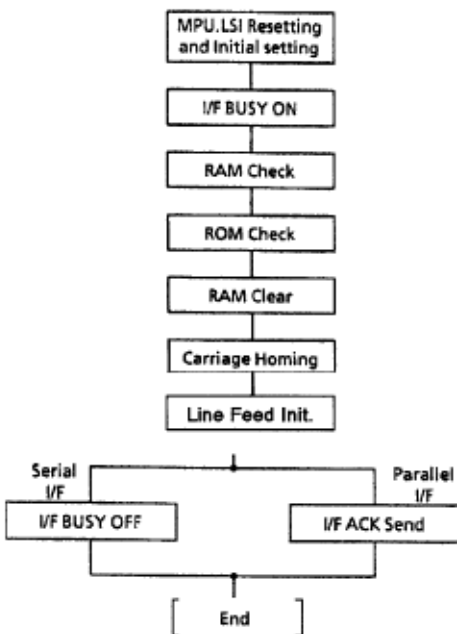 MPU.LSI Resetting
and Initial setting
I/F BUSY ON
RAM Check
ROM Check
RAM Clear
Carriage Homing
Line Feed Init.
Serial
I/F
Parallel
I/F
I/F BUSY OFF
I/F ACK Send
End